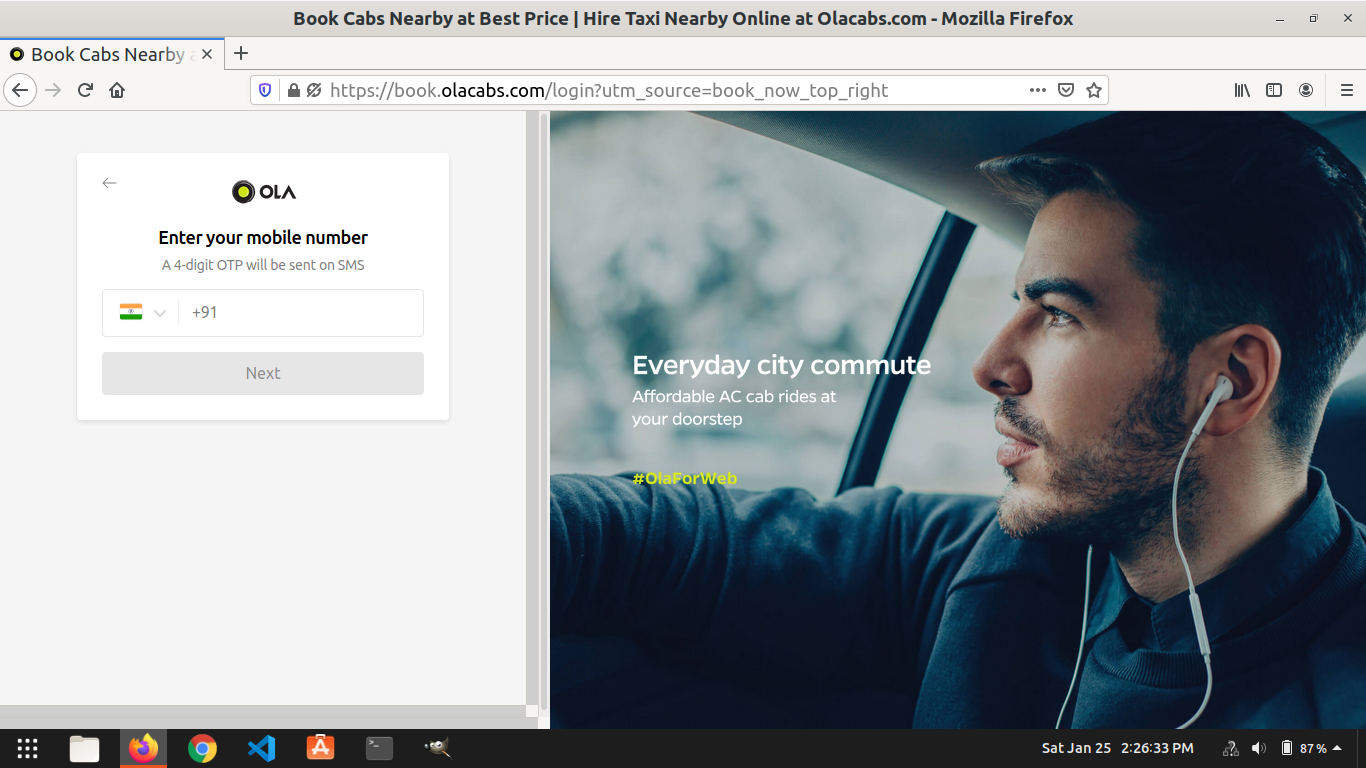 Book Cabs Nearby at Best Price | Hire Taxi Nearby Online at Olacabs.com - Mozilla Firefox
Book Cabs Nearby a
https://book.olacabs.com/login?utm_source=book_now_top_right
OLA
Enter your mobile number
A 4-digit OTP will be sent on SMS
+91
Next
Everyday city commute
Affordable AC cab rides at
your doorstep
#OlaForWeb
Sat Jan 25 2:26:33 PM
87 %